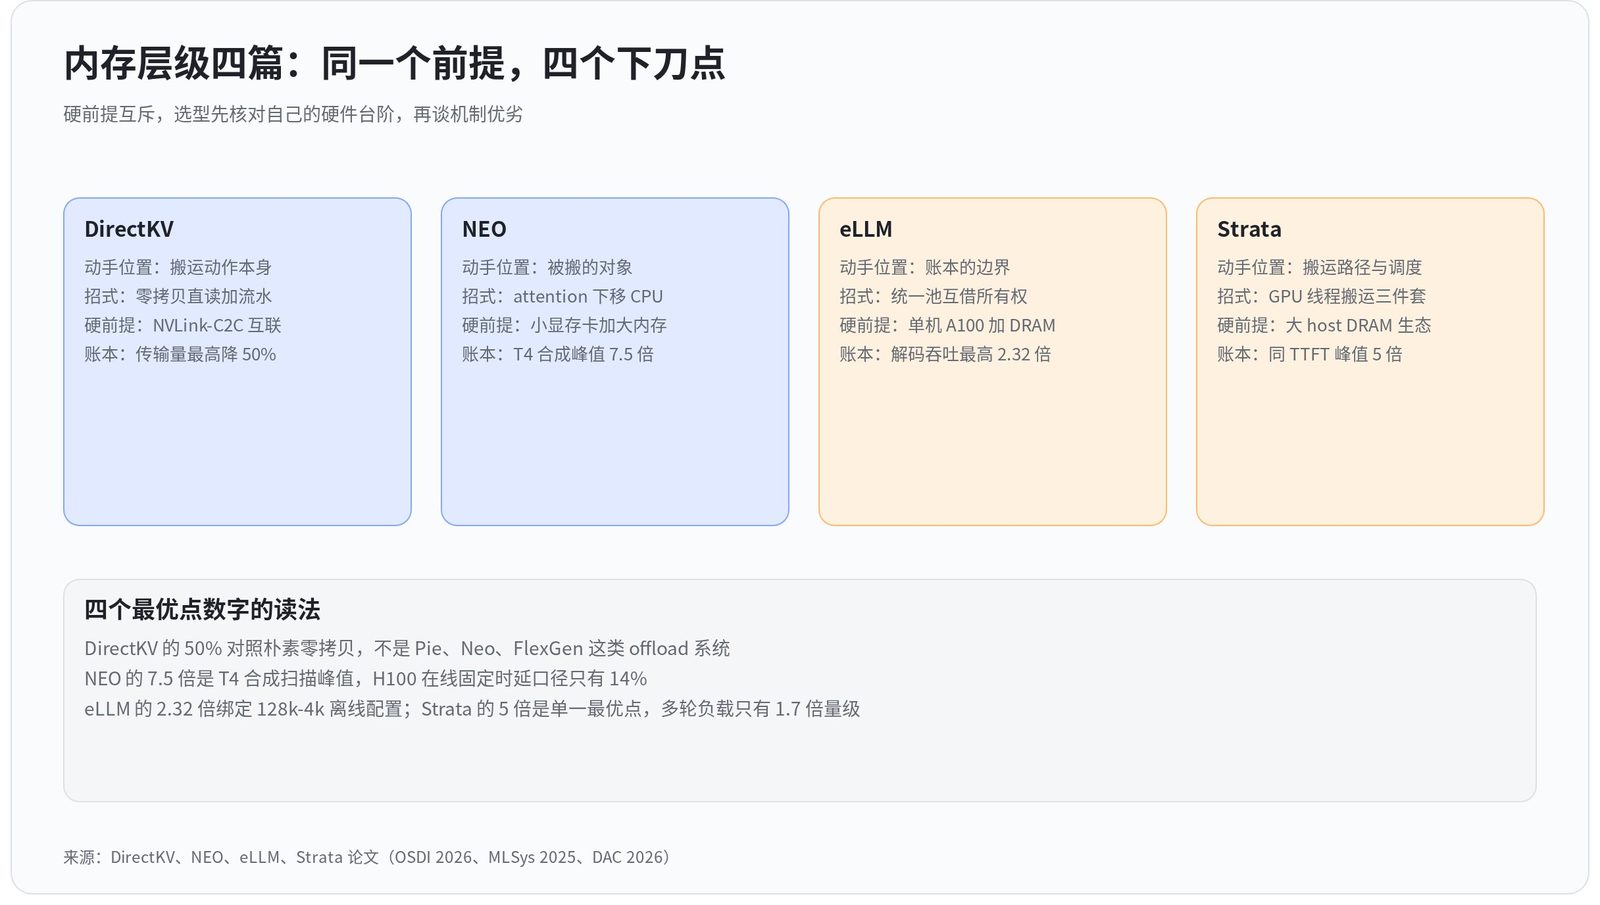 内存层级四篇：同一个前提，四个下刀点
硬前提互斥，选型先核对自己的硬件台阶，再谈机制优劣
DirectKV
动手位置：搬运动作本身
招式：零拷贝直读加流水
硬前提：NVLink-C2C 互联
账本：传输量最高降 50%
NEO
动手位置：被搬的对象
招式：attention 下移 CPU
硬前提：小显存卡加大内存
账本：T4 合成峰值 7.5 倍
eLLM
动手位置：账本的边界
招式：统一池互借所有权
硬前提：单机 A100 加 DRAM
账本：解码吞吐最高 2.32 倍
Strata
动手位置：搬运路径与调度
招式：GPU 线程搬运三件套
硬前提：大 host DRAM 生态
账本：同 TTFT 峰值 5 倍
四个最优点数字的读法
DirectKV 的 50% 对照朴素零拷贝，不是 Pie、Neo、FlexGen 这类 offload 系统
NEO 的 7.5 倍是 T4 合成扫描峰值，H100 在线固定时延口径只有 14%
eLLM 的 2.32 倍绑定 128k-4k 离线配置；Strata 的 5 倍是单一最优点，多轮负载只有 1.7 倍量级
来源：DirectKV、NEO、eLLM、Strata 论文（OSDI 2026、MLSys 2025、DAC 2026）